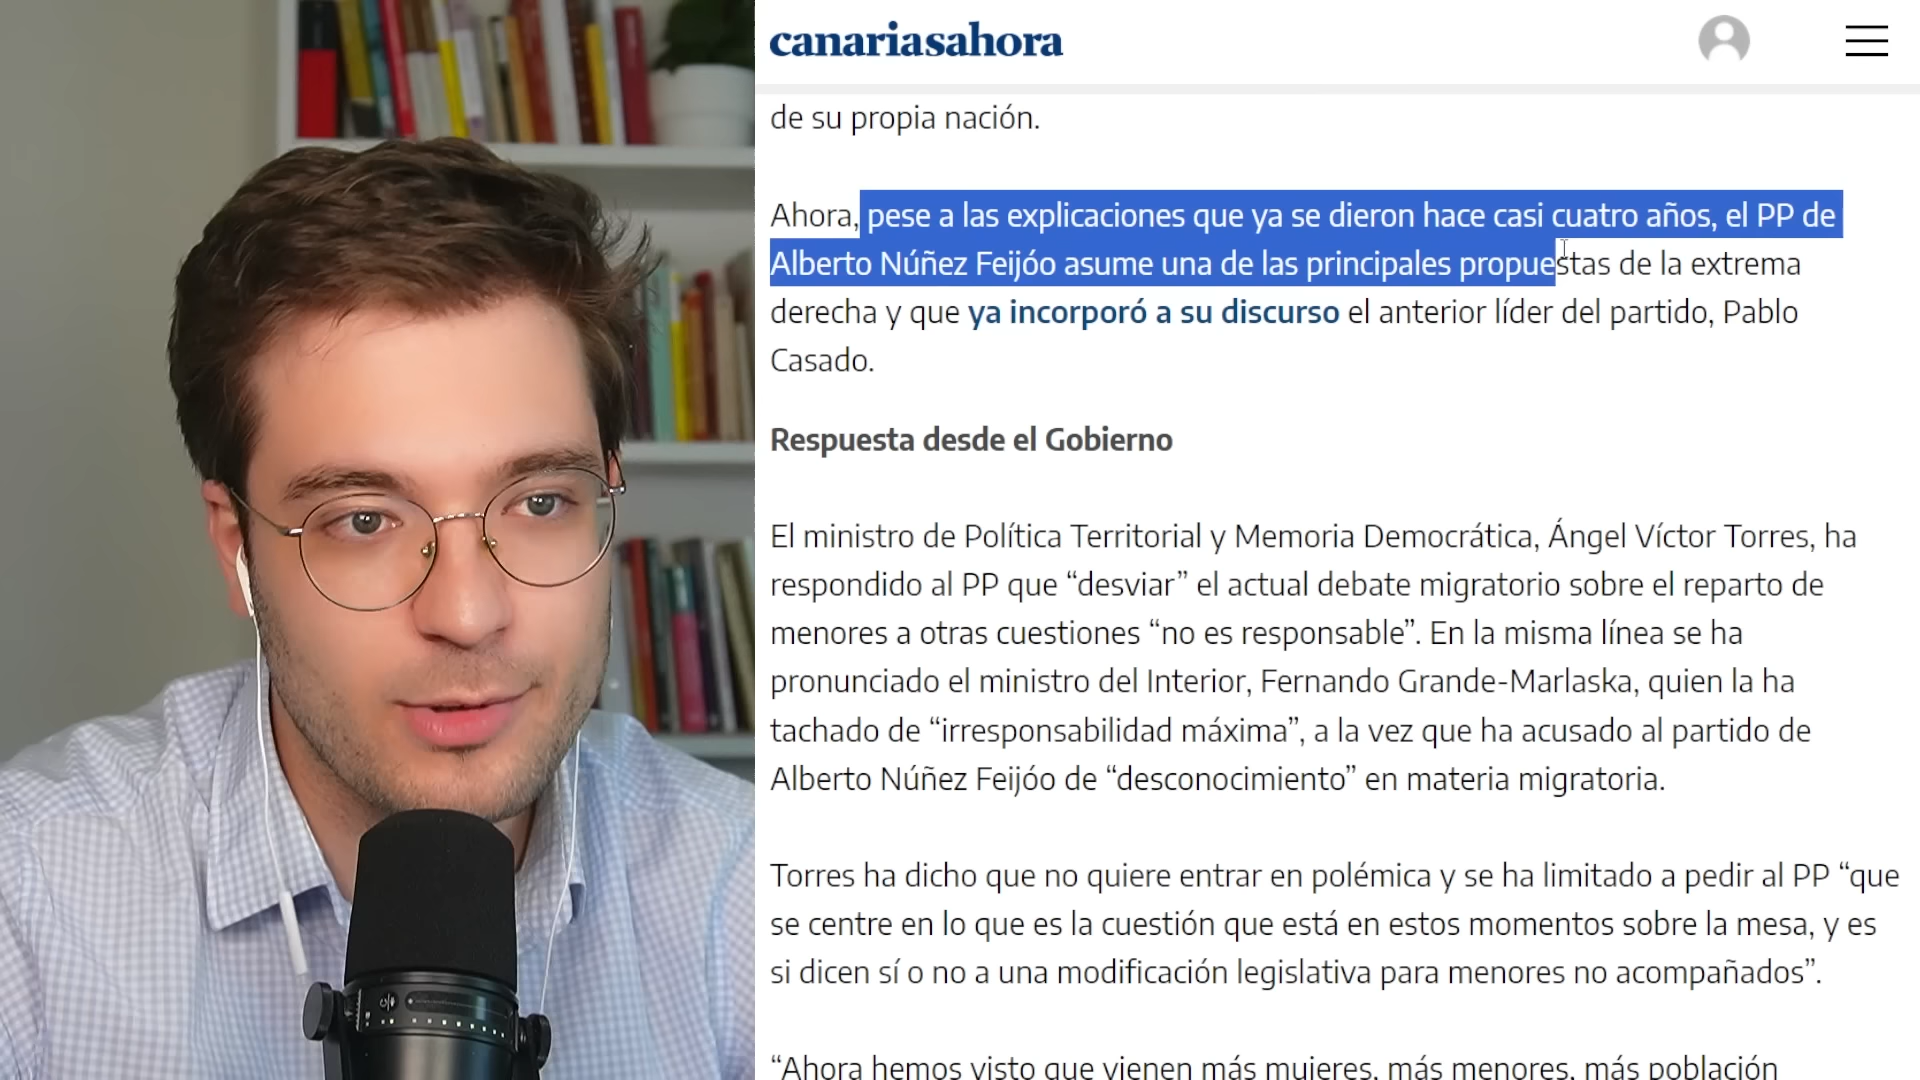 canariasahora
de su propia nación.
Ahora, pese a las explicaciones que ya se dieron hace casi cuatro años, el PP de
Alberto Núñez Feijóo asume una de las principales propuestas de la extrema
derecha y que ya incorporó a su discurso el anterior líder del partido, Pablo
Casado.
Respuesta desde el Gobierno
El ministro de Política Territorial y Memoria Democrática, Ángel Víctor Torres, ha
respondido al PP que “desviar” el actual debate migratorio sobre el reparto de
menores a otras cuestiones “no es responsable”. En la misma línea se ha
pronunciado el ministro del Interior, Fernando Grande-Marlaska, quien la ha
tachado de “irresponsabilidad máxima”, a la vez que ha acusado al partido de
Alberto Núñez Feijóo de “desconocimiento” en materia migratoria.
Torres ha dicho que no quiere entrar en polémica y se ha limitado a pedir al PP “que
se centre en lo que es la cuestión que está en estos momentos sobre la mesa, y es
si dicen sí o no a una modificación legislativa para menores no acompañados”.
“Ahora hemos visto que vienen más mujeres, más menores, más población